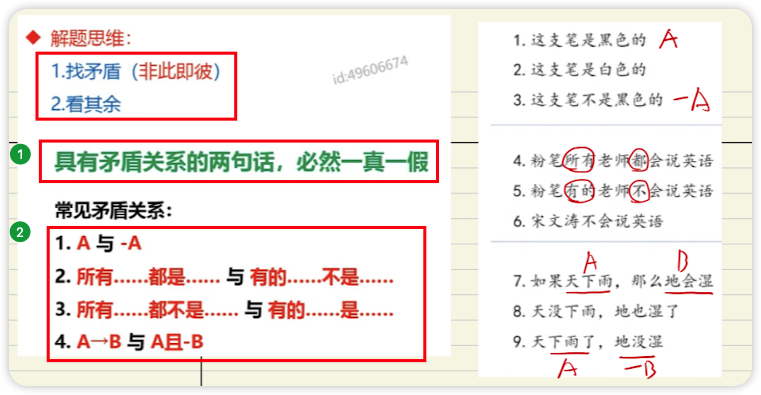 ◆ 解题思维：
1.找矛盾（非此即彼）
2.看其余
id:49606674
1 具有矛盾关系的两句话，必然一真一假
常见矛盾关系：
2
1. A 与 -A
2. 所有……都是…… 与 有的……不是……
3. 所有……都不是…… 与 有的……是……
4. A→B 与 A且-B
1. 这支笔是黑色的 A
2. 这支笔是白色的
3. 这支笔不是黑色的 -A
4. 粉笔所有老师都会说英语
5. 粉笔有的老师不会说英语
6. 宋文涛不会说英语
A B
7. 如果天下雨，那么地会湿
8. 天没下雨，地也湿了
9. 天下雨了，地没湿
A -B